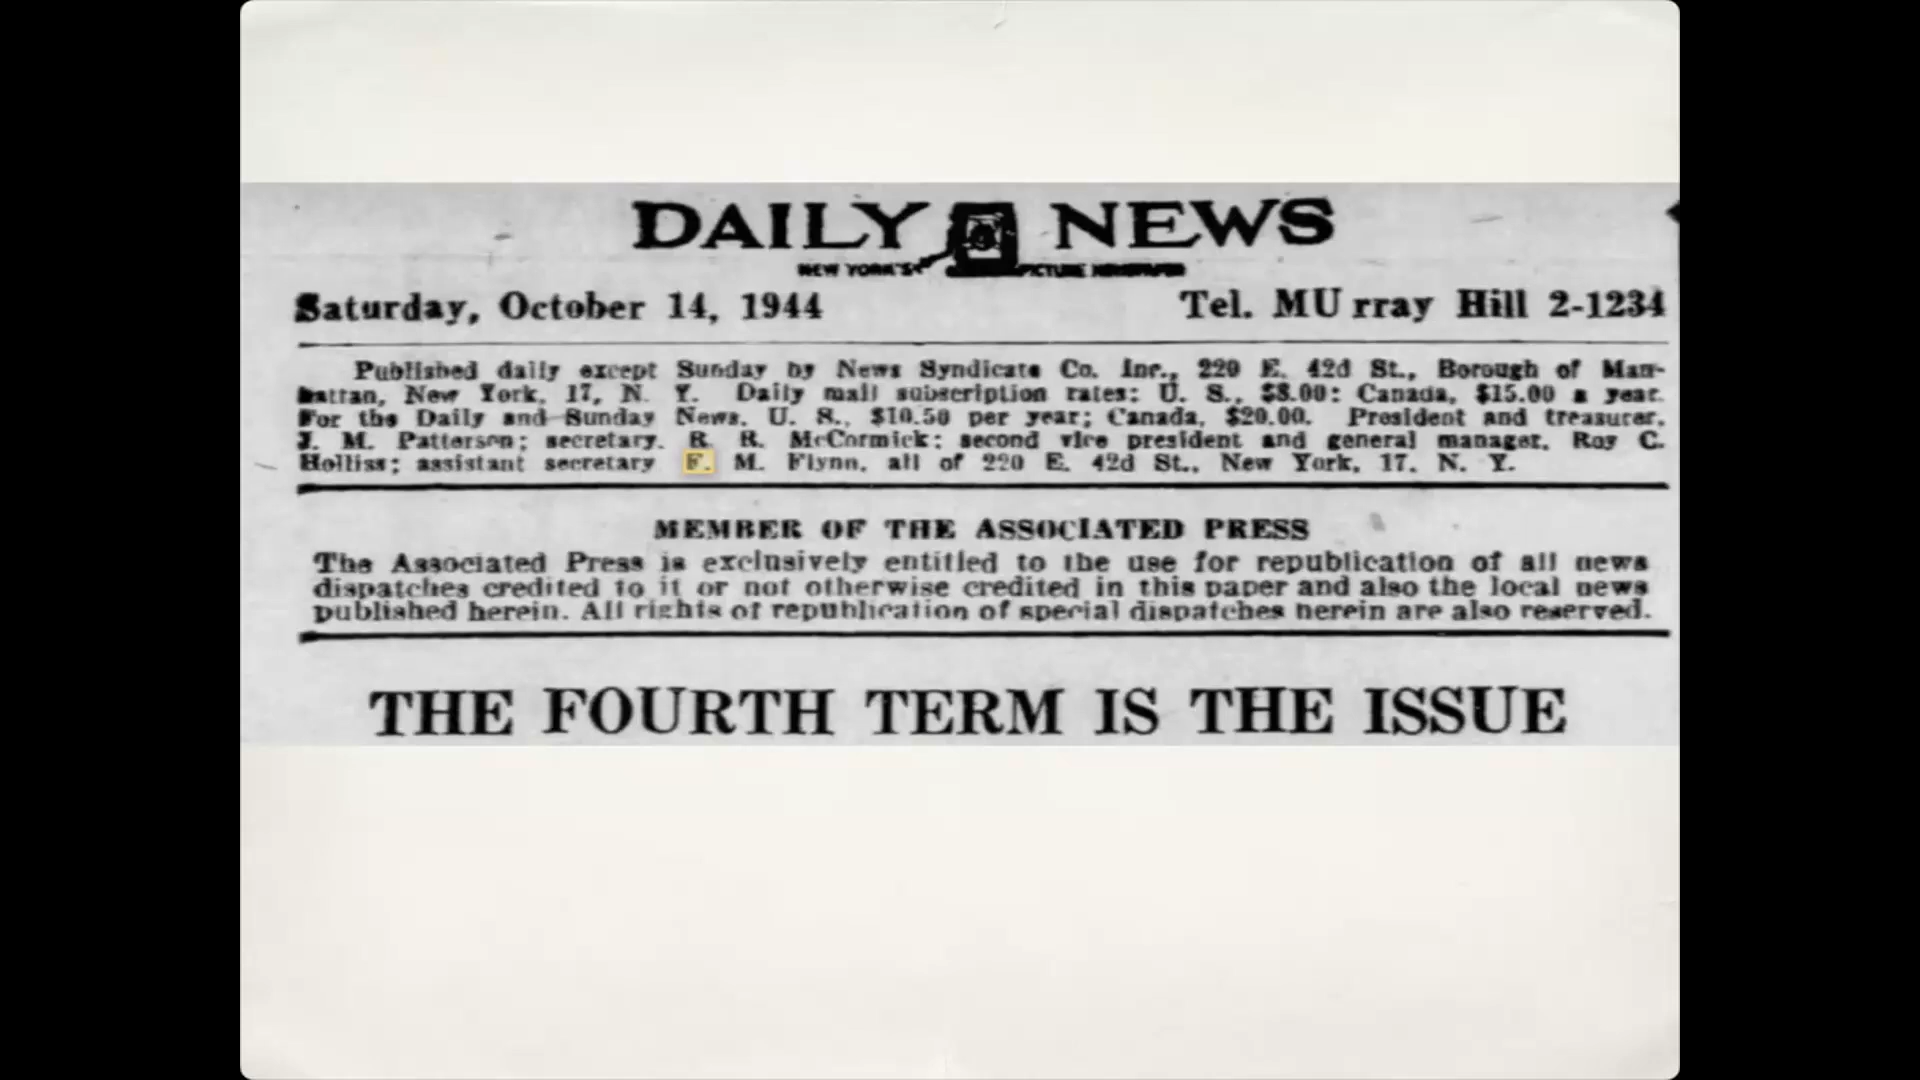 DAILY NEWS
NEW YORK'S PICTURE NEWSPAPER
Saturday, October 14, 1944 Tel. MU rray Hill 2-1234
Published daily except Sunday by News Syndicate Co. Inc., 220 E. 42d St., Borough of Man-
hattan, New York, 17, N. Y. Daily mail subscription rates: U. S., $8.00: Canada, $15.00 a year.
For the Daily and Sunday News. U. S., $10.50 per year; Canada, $20.00. President and treasurer,
J. M. Patterson; secretary. R. R. McCormick; second vice president and general manager, Roy C.
Holliss; assistant secretary F. M. Flynn, all of 220 E. 42d St., New York, 17, N. Y.
MEMBER OF THE ASSOCIATED PRESS
The Associated Press is exclusively entitled to the use for republication of all news
dispatches credited to it or not otherwise credited in this paper and also the local news
published herein. All rights of republication of special dispatches herein are also reserved.
THE FOURTH TERM IS THE ISSUE